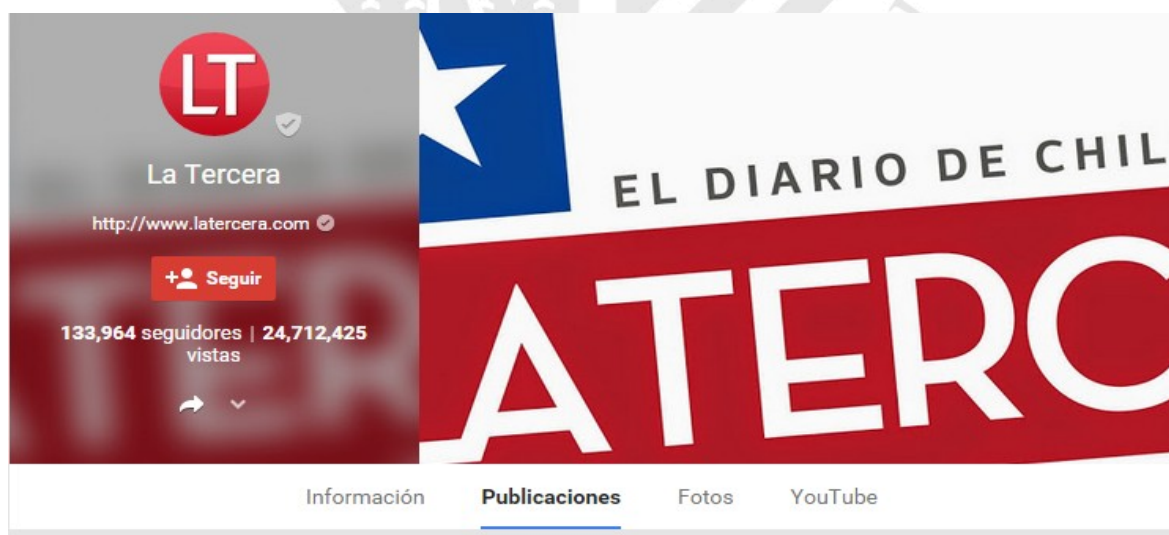 LT
La Tercera
http://www.latercera.com
Seguir
133,964 seguidores | 24,712,425
vistas
EL DIARIO DE CHIL
ATERC
Información Publicaciones Fotos YouTube